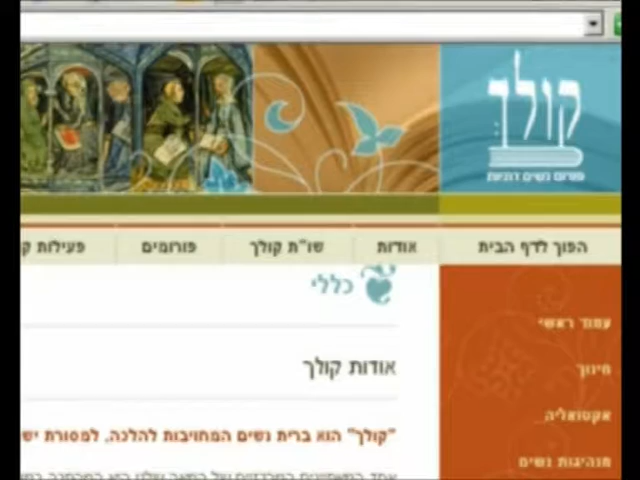 קולך
פורום נשים דתיות
הפוך לדף הבית
אודות
שו"ת קולך
פורומים
פעילות ק
כללי
עמוד ראשי
חינוך
אקטואליה
מנהיגות נשים
אודות קולך
"קולך" הוא ברית נשים המחויבות להלכה, למסורת יש